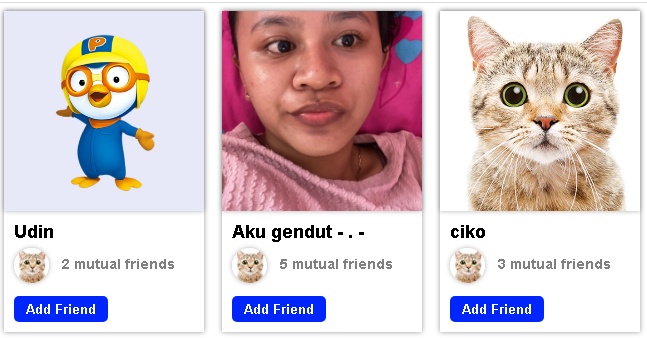 P
Udin
2 mutual friends
Add Friend
Aku gendut - . -
5 mutual friends
Add Friend
ciko
3 mutual friends
Add Friend